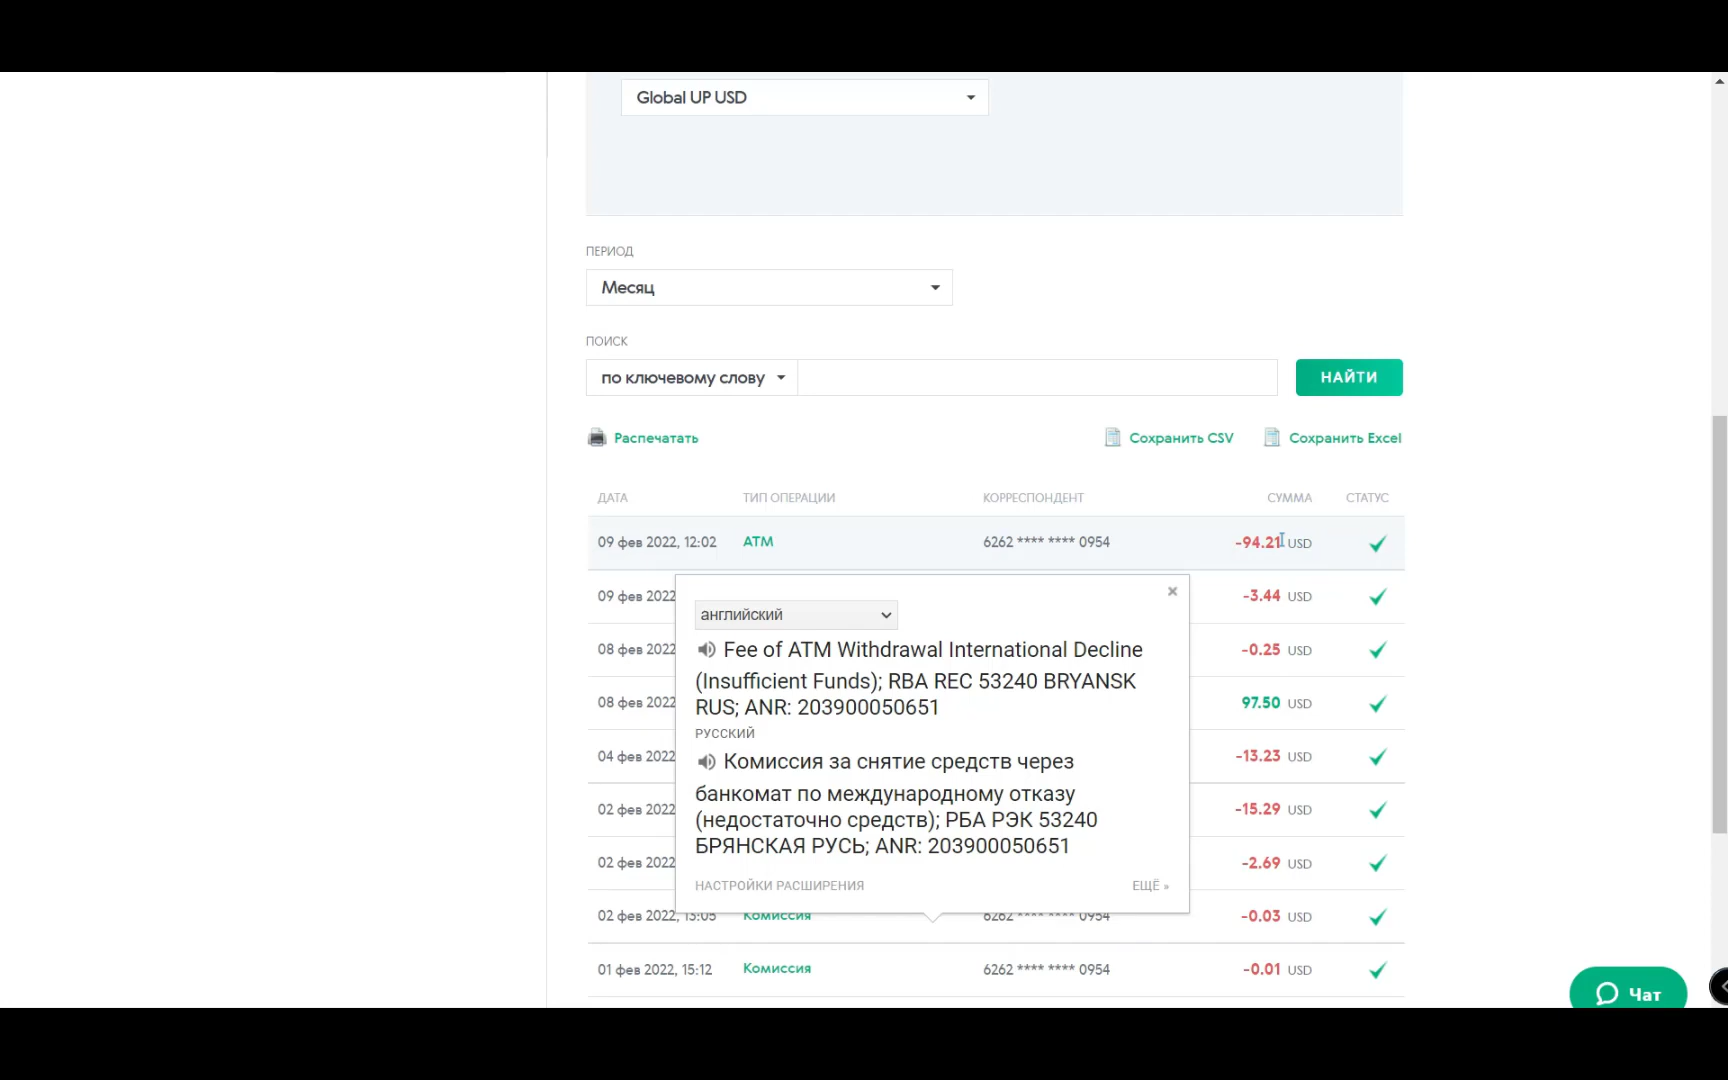 Global UP USD
ПЕРИОД
Месяц
ПОИСК
по ключевому слову
НАЙТИ
Распечатать
Сохранить CSV
Сохранить Excel
ДАТА ТИП ОПЕРАЦИИ КОРРЕСПОНДЕНТ СУММА СТАТУС
09 фев 2022, 12:02 ATM 6262 **** **** 0954 -94.21 USD
09 фев 2022 -3.44 USD
08 фев 2022 -0.25 USD
08 фев 2022 97.50 USD
04 фев 2022 -13.23 USD
02 фев 2022 -15.29 USD
02 фев 2022 -2.69 USD
английский
Fee of ATM Withdrawal International Decline
(Insufficient Funds); RBA REC 53240 BRYANSK
RUS; ANR: 203900050651
РУССКИЙ
Комиссия за снятие средств через
банкомат по международному отказу
(недостаточно средств); РБА РЭК 53240
БРЯНСКАЯ РУСЬ; ANR: 203900050651
НАСТРОЙКИ РАСШИРЕНИЯ
ЕЩЁ »
02 фев 2022, 13:05 Комиссия 6262 **** **** 0954 -0.03 USD
01 фев 2022, 15:12 Комиссия 6262 **** **** 0954 -0.01 USD
Чат